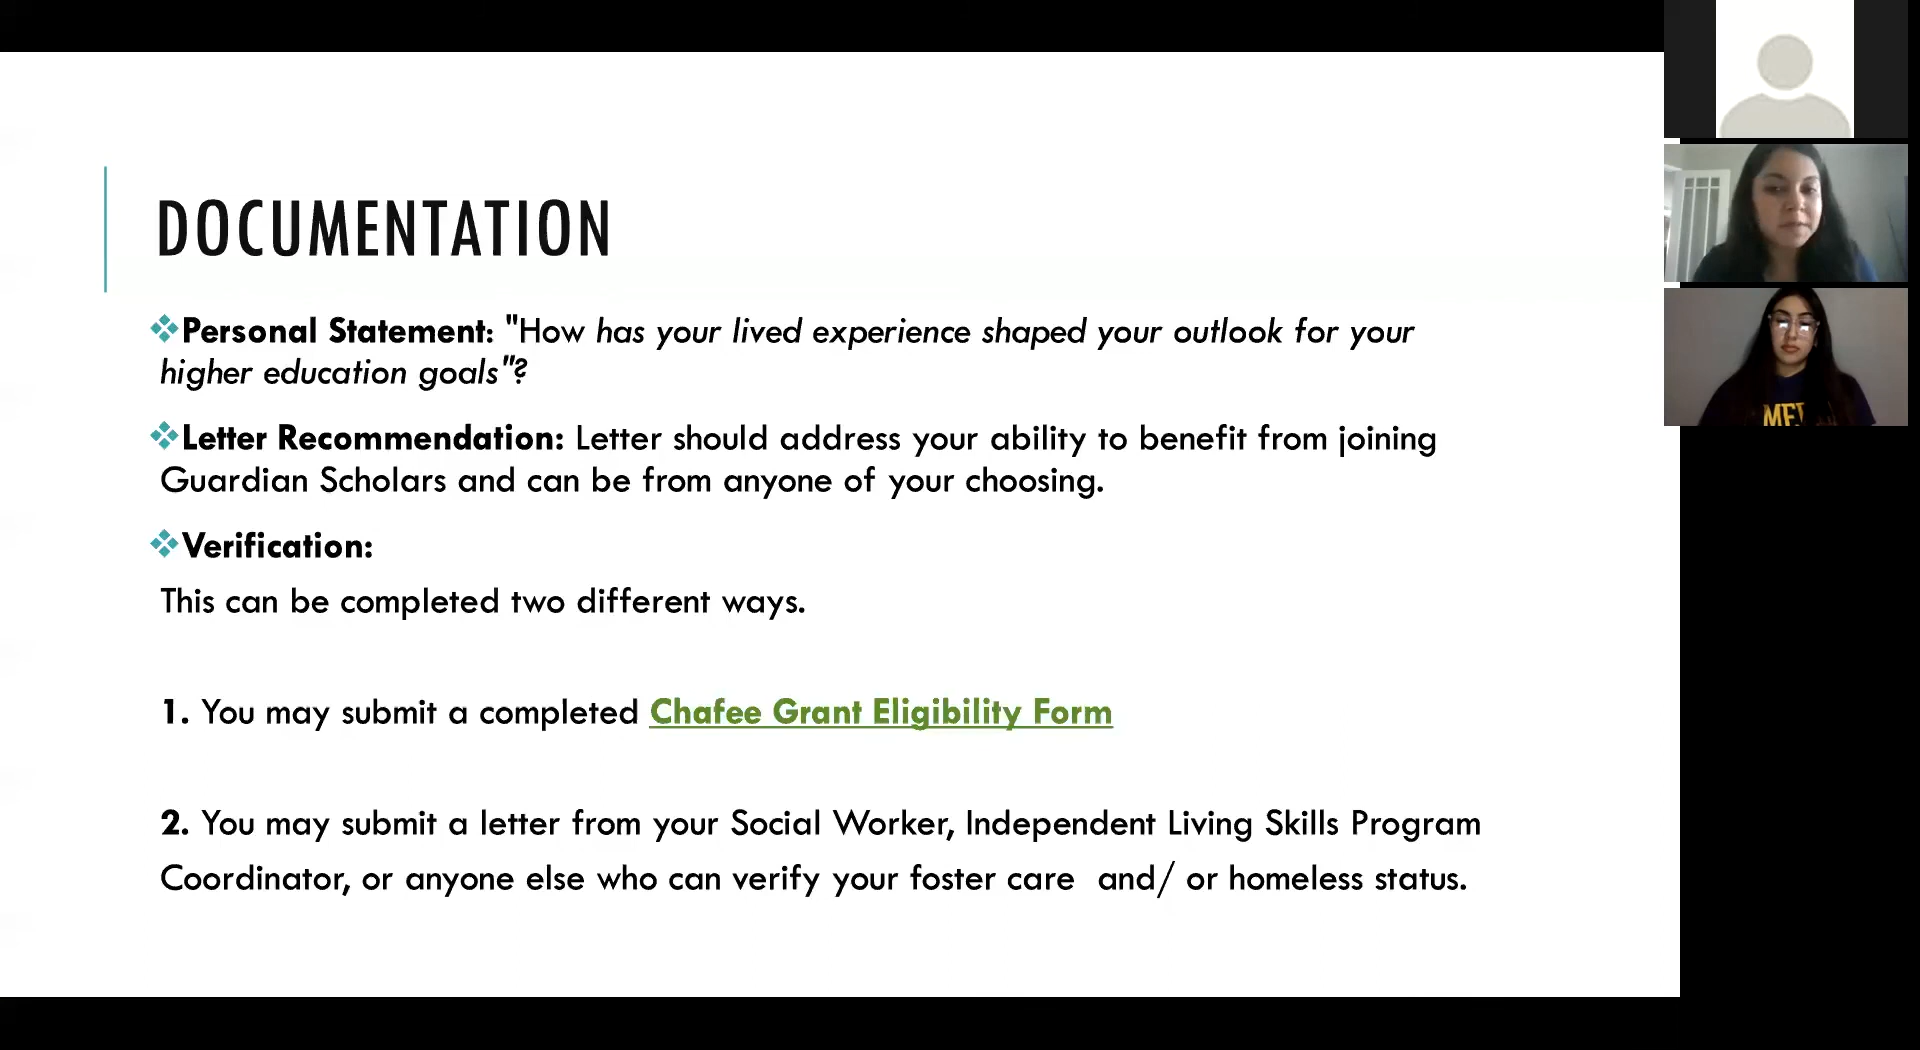 DOCUMENTATION
❖Personal Statement: "How has your lived experience shaped your outlook for your
higher education goals"?
❖Letter Recommendation: Letter should address your ability to benefit from joining
Guardian Scholars and can be from anyone of your choosing.
❖Verification:
This can be completed two different ways.
1. You may submit a completed Chafee Grant Eligibility Form
2. You may submit a letter from your Social Worker, Independent Living Skills Program
Coordinator, or anyone else who can verify your foster care  and/ or homeless status.